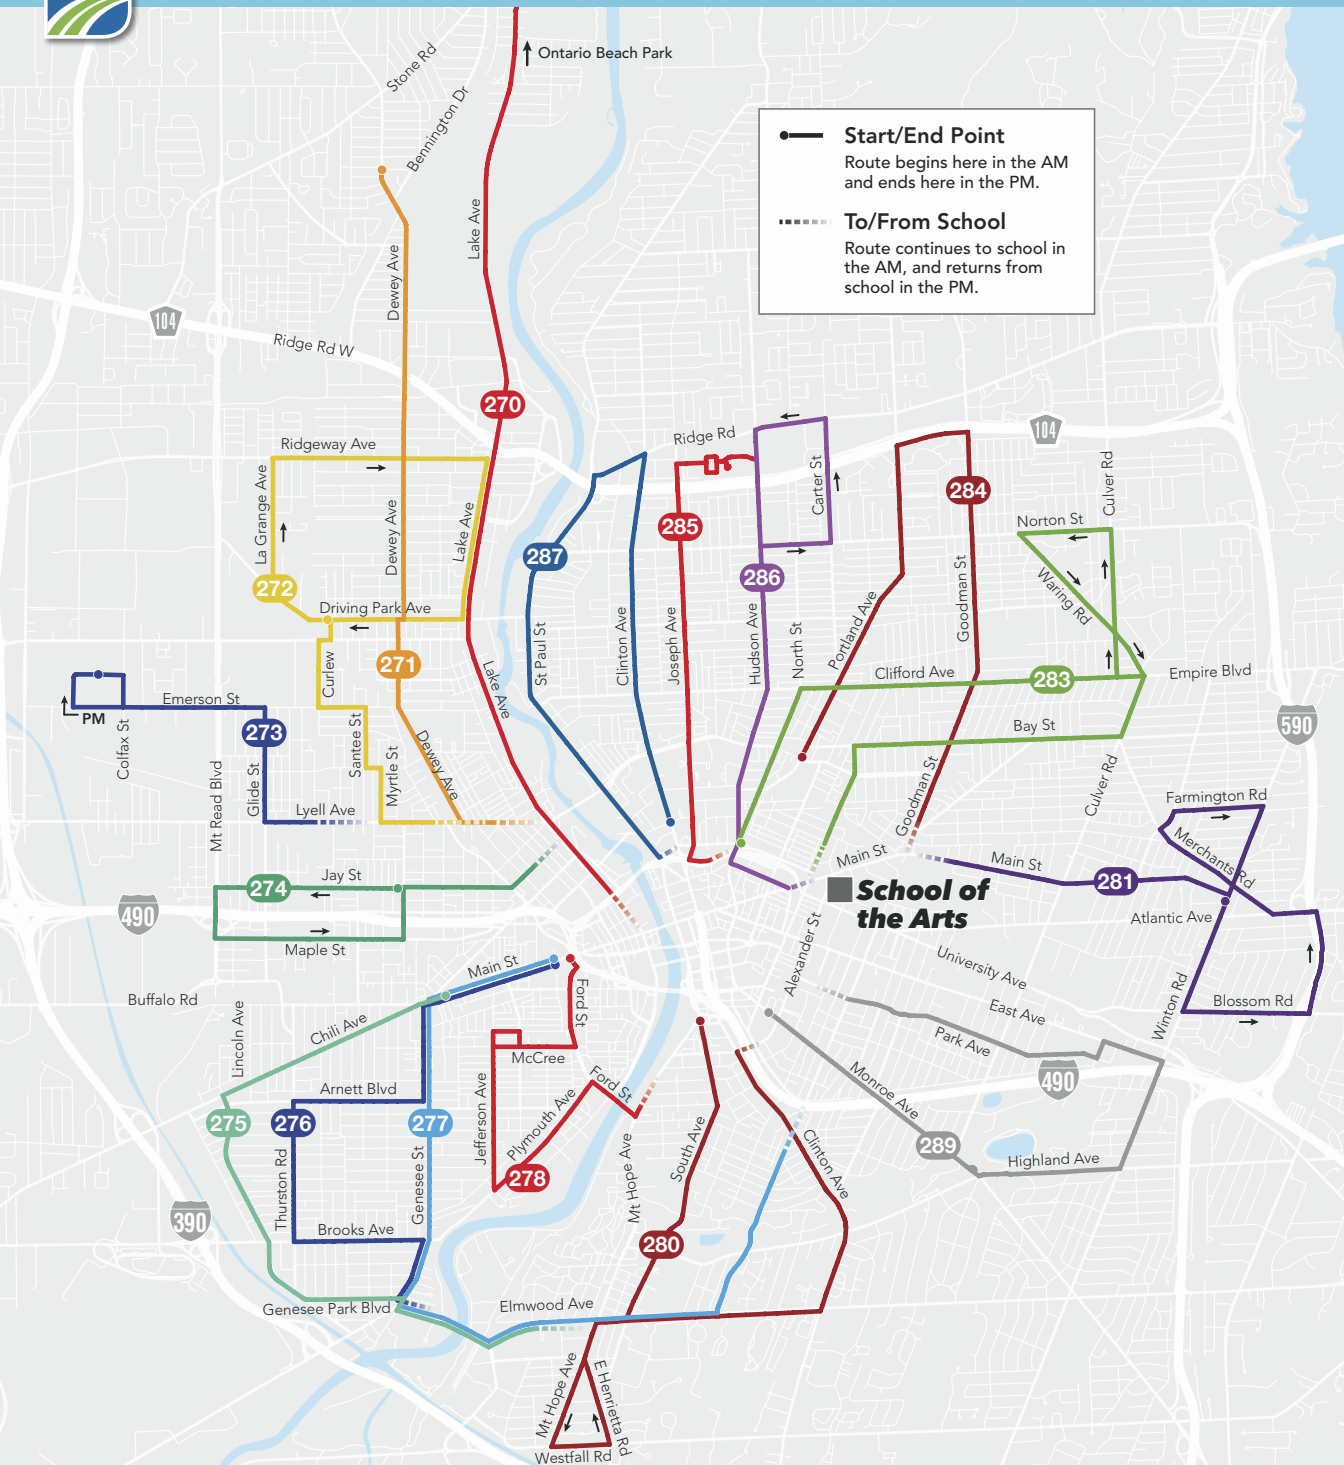 Stone Rd
Ontario Beach Park
Bennington Dr
Start/End Point
Route begins here in the AM
and ends here in the PM.
To/From School
Route continues to school in
the AM, and returns from
school in the PM.
Lake Ave
Dewey Ave
104
Ridge Rd W
270
Ridgeway Ave
Ridge Rd
104
La Grange Ave
Dewey Ave
Lake Ave
Carter St
284
Culver Rd
285
Norton St
287
286
272
Waring Rd
Driving Park Ave
Goodman St
Portland Ave
Curlew
271
St Paul St
Clinton Ave
Joseph Ave
Hudson Ave
North St
Clifford Ave
283
Empire Blvd
Lake Ave
Emerson St
PM
Colfax St
273
Santee St
Bay St
590
Mt Read Blvd
Glide St
Myrtle St
Dewey Ave
Goodman St
Culver Rd
Farmington Rd
Lyell Ave
Merchants Rd
Main St
Main St
281
Jay St
274
School of
the Arts
490
Atlantic Ave
Maple St
Alexander St
University Ave
Main St
Buffalo Rd
Ford St
East Ave
Winton Rd
Blossom Rd
Lincoln Ave
Chili Ave
Park Ave
McCree
490
Arnett Blvd
Ford St
Monroe Ave
275
276
277
Jefferson Ave
Plymouth Ave
289
Highland Ave
278
Mt Hope Ave
South Ave
Clinton Ave
Thurston Rd
Genesee St
390
Brooks Ave
280
Genesee Park Blvd
Elmwood Ave
Mt Hope Ave
E Henrietta Rd
Westfall Rd